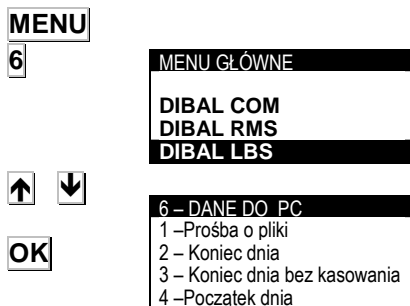 MENU
6
MENU GŁÓWNE
DIBAL COM
DIBAL RMS
DIBAL LBS
↑ ↓
OK
6 – DANE DO PC
1 –Prośba o pliki
2 – Koniec dnia
3 – Koniec dnia bez kasowania
4 –Początek dnia